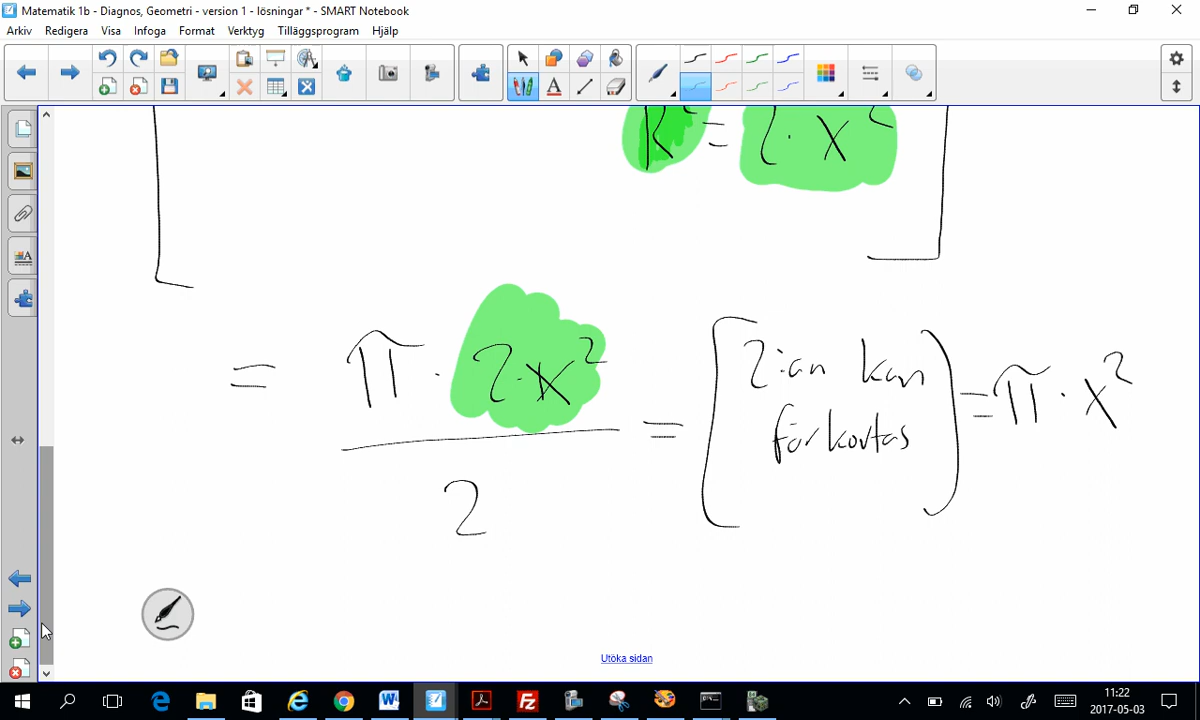 Matematik 1b - Diagnos, Geometri - version 1 - lösningar * - SMART Notebook
Arkiv Redigera Visa Infoga Format Verktyg Tilläggsprogram Hjälp
R² = 2 · x²
= π · 2 · x² / 2 = [2:an kan förkortas] = π · x²
Utöka sidan
11:22
2017-05-03